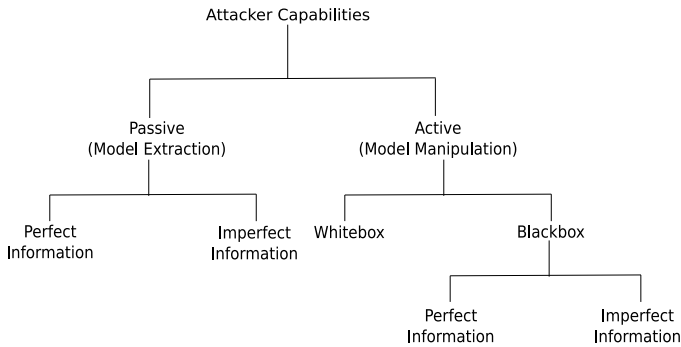 Attacker Capabilities
Passive
(Model Extraction)
Active
(Model Manipulation)
Perfect
Information
Imperfect
Information
Whitebox
Blackbox
Perfect
Information
Imperfect
Information